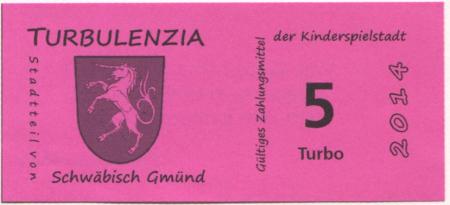 TURBULENZIA
Stadtteil von
Schwäbisch Gmünd
Gültiges Zahlungsmittel
der Kinderspielstadt
5
Turbo
2014